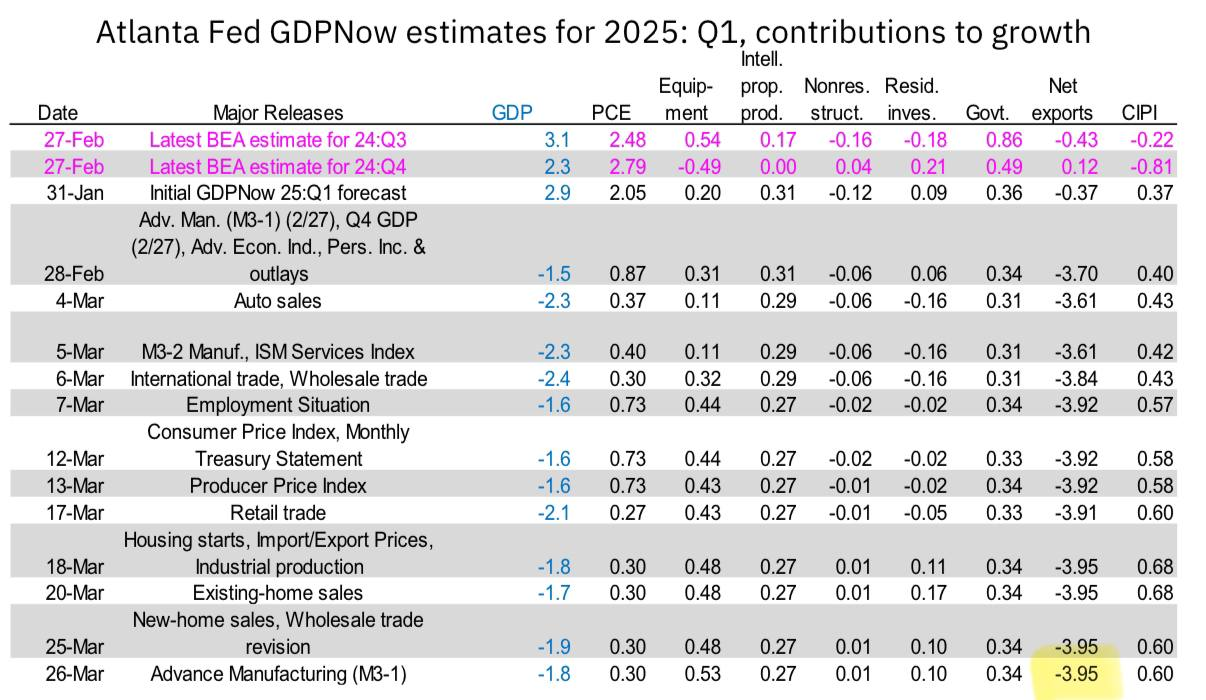 Atlanta Fed GDPNow estimates for 2025: Q1, contributions to growth
Intell.
Equip- prop. Nonres. Resid. Net
Date Major Releases GDP PCE ment prod. struct. inves. Govt. exports CIPI
27-Feb Latest BEA estimate for 24:Q3 3.1 2.48 0.54 0.17 -0.16 -0.18 0.86 -0.43 -0.22
27-Feb Latest BEA estimate for 24:Q4 2.3 2.79 -0.49 0.00 0.04 0.21 0.49 0.12 -0.81
31-Jan Initial GDPNow 25:Q1 forecast 2.9 2.05 0.20 0.31 -0.12 0.09 0.36 -0.37 0.37
Adv. Man. (M3-1) (2/27), Q4 GDP
(2/27), Adv. Econ. Ind., Pers. Inc. &
28-Feb outlays -1.5 0.87 0.31 0.31 -0.06 0.06 0.34 -3.70 0.40
4-Mar Auto sales -2.3 0.37 0.11 0.29 -0.06 -0.16 0.31 -3.61 0.43
5-Mar M3-2 Manuf., ISM Services Index -2.3 0.40 0.11 0.29 -0.06 -0.16 0.31 -3.61 0.42
6-Mar International trade, Wholesale trade -2.4 0.30 0.32 0.29 -0.06 -0.16 0.31 -3.84 0.43
7-Mar Employment Situation -1.6 0.73 0.44 0.27 -0.02 -0.02 0.34 -3.92 0.57
Consumer Price Index, Monthly
12-Mar Treasury Statement -1.6 0.73 0.44 0.27 -0.02 -0.02 0.33 -3.92 0.58
13-Mar Producer Price Index -1.6 0.73 0.43 0.27 -0.01 -0.02 0.34 -3.92 0.58
17-Mar Retail trade -2.1 0.27 0.43 0.27 -0.01 -0.05 0.33 -3.91 0.60
Housing starts, Import/Export Prices,
18-Mar Industrial production -1.8 0.30 0.48 0.27 0.01 0.11 0.34 -3.95 0.68
20-Mar Existing-home sales -1.7 0.30 0.48 0.27 0.01 0.17 0.34 -3.95 0.68
New-home sales, Wholesale trade
25-Mar revision -1.9 0.30 0.48 0.27 0.01 0.10 0.34 -3.95 0.60
26-Mar Advance Manufacturing (M3-1) -1.8 0.30 0.53 0.27 0.01 0.10 0.34 -3.95 0.60